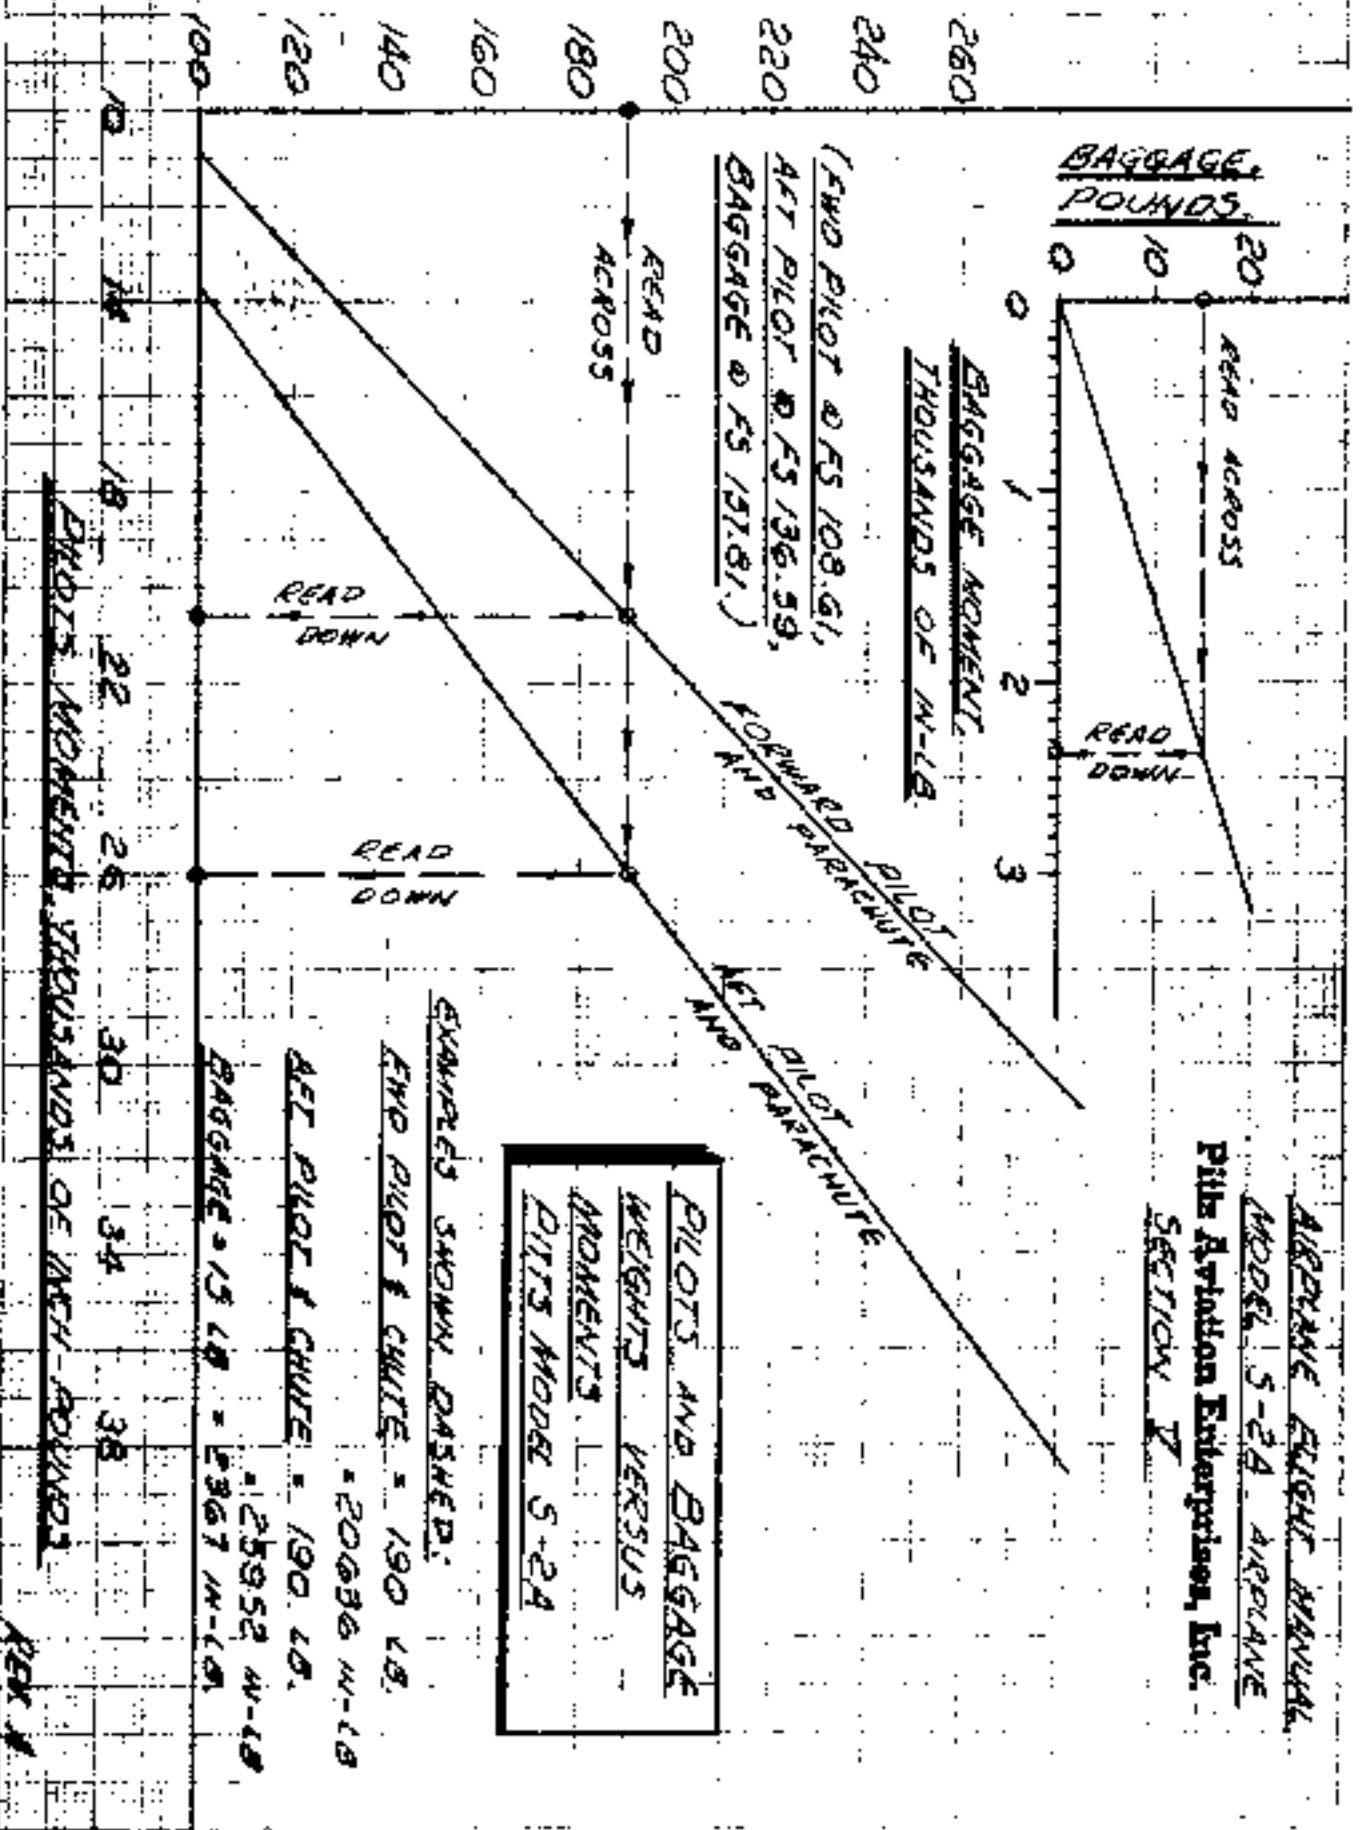 AIRPLANE FLIGHT MANUAL
MODEL S-2A AIRPLANE
Pitts Aviation Enterprises, Inc.
SECTION V
BAGGAGE,
POUNDS.
20
10
0
READ ACROSS
READ
DOWN
0 1 2 3
BAGGAGE MOMENT,
THOUSANDS OF IN-LB.
(FWD PILOT @ FS 108.61,
AFT PILOT @ FS 136.59,
BAGGAGE @ FS 157.81.)
260
240
220
200
180
160
140
120
100
READ
ACROSS
FORWARD PILOT
AND PARACHUTE
AFT PILOT
AND PARACHUTE
READ
DOWN
READ
DOWN
PILOTS AND BAGGAGE
WEIGHTS VERSUS
MOMENTS
PITTS MODEL S-2A
EXAMPLES SHOWN DASHED:
FWD PILOT & CHUTE = 190 LB.
= 20636 IN-LB
AFT PILOT & CHUTE = 190 LB.
= 25952 IN-LB
BAGGAGE = 15 LB = 2367 IN-LB.
10 14 18 22 26 30 34 38
PILOTS MOMENTS, THOUSANDS OF INCH-POUNDS